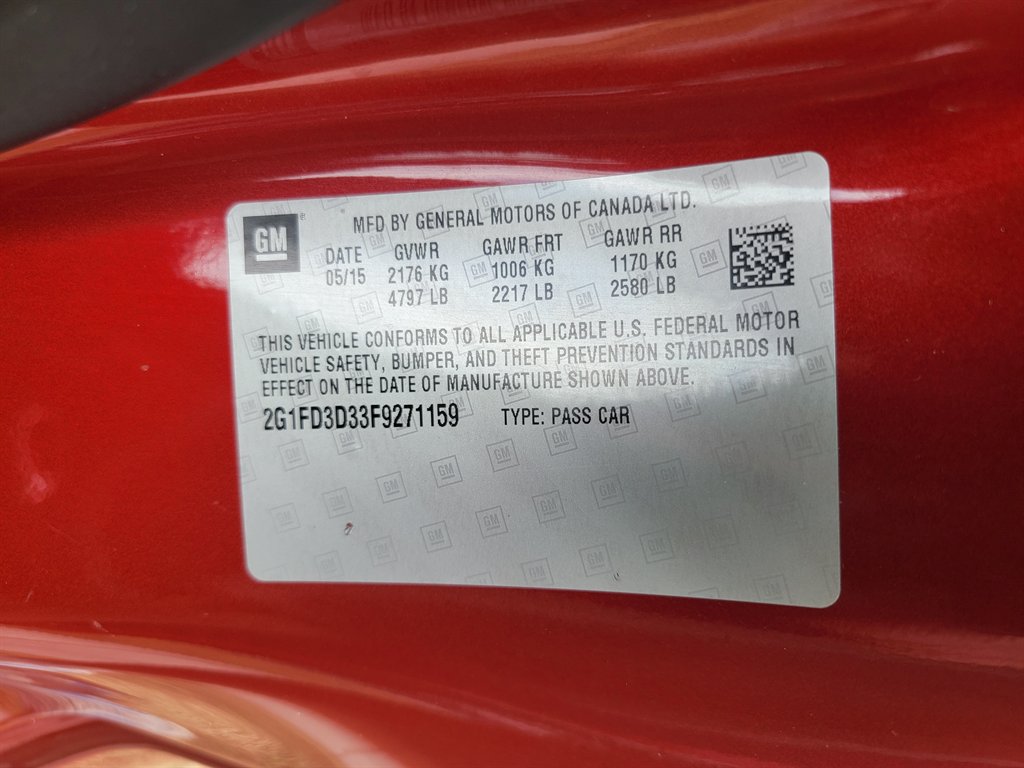 GM
MFD BY GENERAL MOTORS OF CANADA LTD.
DATE GVWR GAWR FRT GAWR RR
05/15 2176 KG 1006 KG 1170 KG
4797 LB 2217 LB 2580 LB
THIS VEHICLE CONFORMS TO ALL APPLICABLE U.S. FEDERAL MOTOR
VEHICLE SAFETY, BUMPER, AND THEFT PREVENTION STANDARDS IN
EFFECT ON THE DATE OF MANUFACTURE SHOWN ABOVE.
2G1FD3D33F9271159 TYPE: PASS CAR